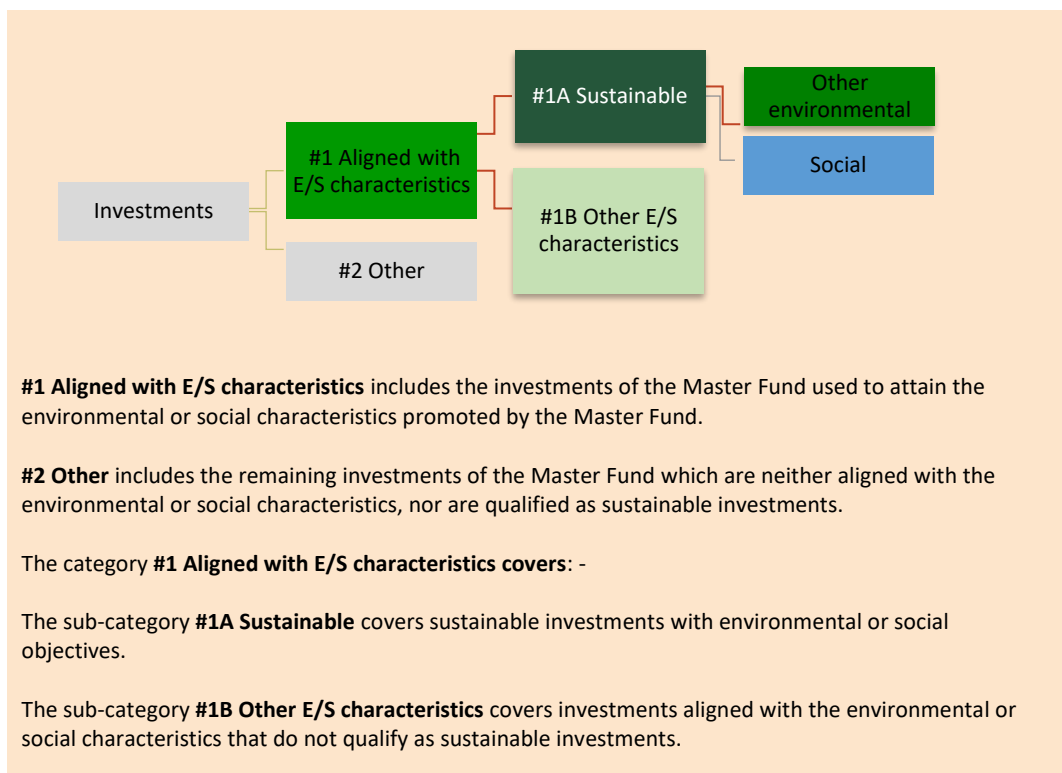 #1A Sustainable
Other
environmental
#1 Aligned with
E/S characteristics
Social
Investments
#1B Other E/S
characteristics
#2 Other
#1 Aligned with E/S characteristics includes the investments of the Master Fund used to attain the
environmental or social characteristics promoted by the Master Fund.
#2 Other includes the remaining investments of the Master Fund which are neither aligned with the
environmental or social characteristics, nor are qualified as sustainable investments.
The category #1 Aligned with E/S characteristics covers: -
The sub-category #1A Sustainable covers sustainable investments with environmental or social
objectives.
The sub-category #1B Other E/S characteristics covers investments aligned with the environmental or
social characteristics that do not qualify as sustainable investments.